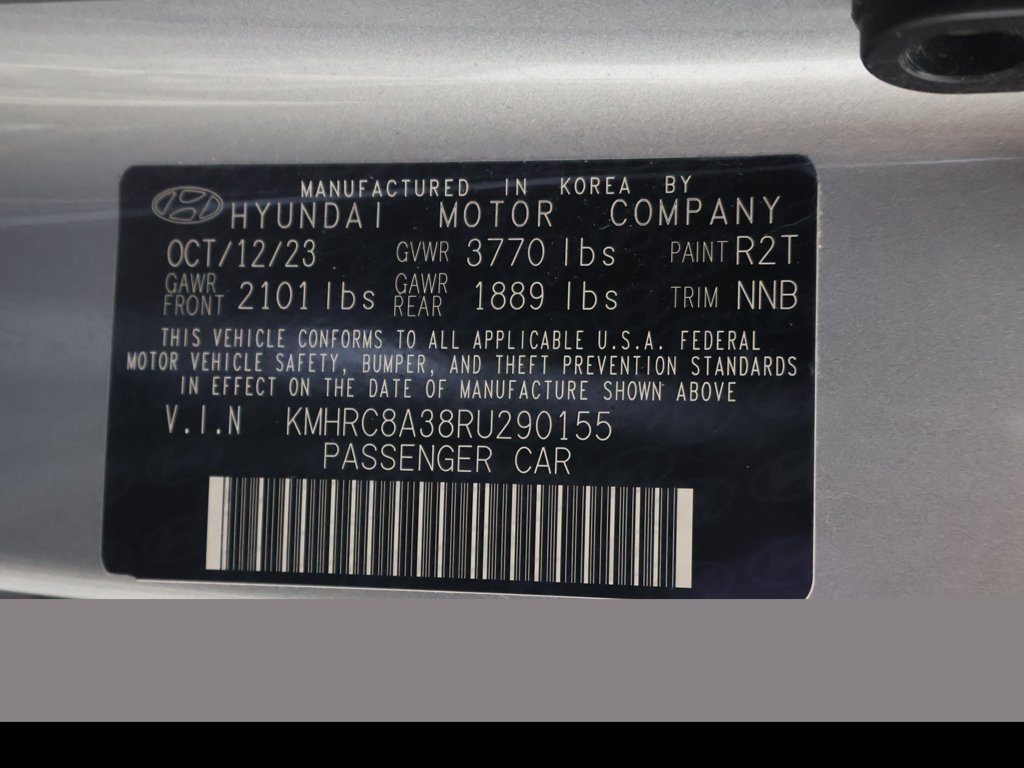 MANUFACTURED IN KOREA BY
HYUNDAI MOTOR COMPANY
OCT/12/23 GVWR 3770 lbs PAINT R2T
GAWR FRONT 2101 lbs GAWR REAR 1889 lbs TRIM NNB
THIS VEHICLE CONFORMS TO ALL APPLICABLE U.S.A. FEDERAL
MOTOR VEHICLE SAFETY, BUMPER, AND THEFT PREVENTION STANDARDS
IN EFFECT ON THE DATE OF MANUFACTURE SHOWN ABOVE
V.I.N KMHRC8A38RU290155
PASSENGER CAR